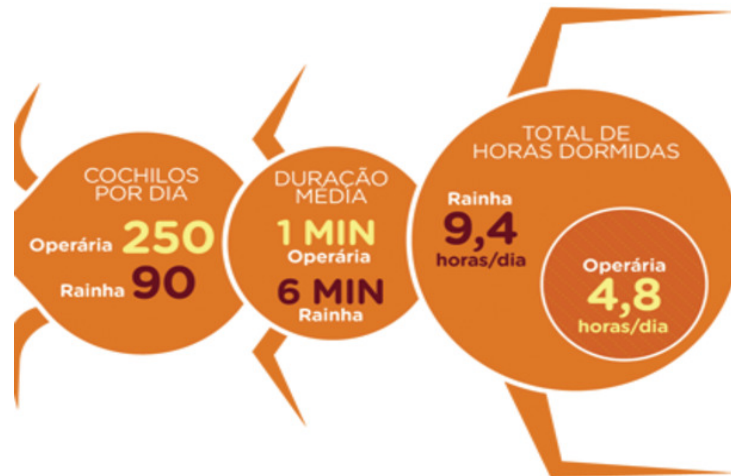 COCHILOS
POR DIA
Operária 250
Rainha 90
DURAÇÃO
MÉDIA
1 MIN
Operária
6 MIN
Rainha
TOTAL DE
HORAS DORMIDAS
Rainha
9,4
horas/dia
Operária
4,8
horas/dia